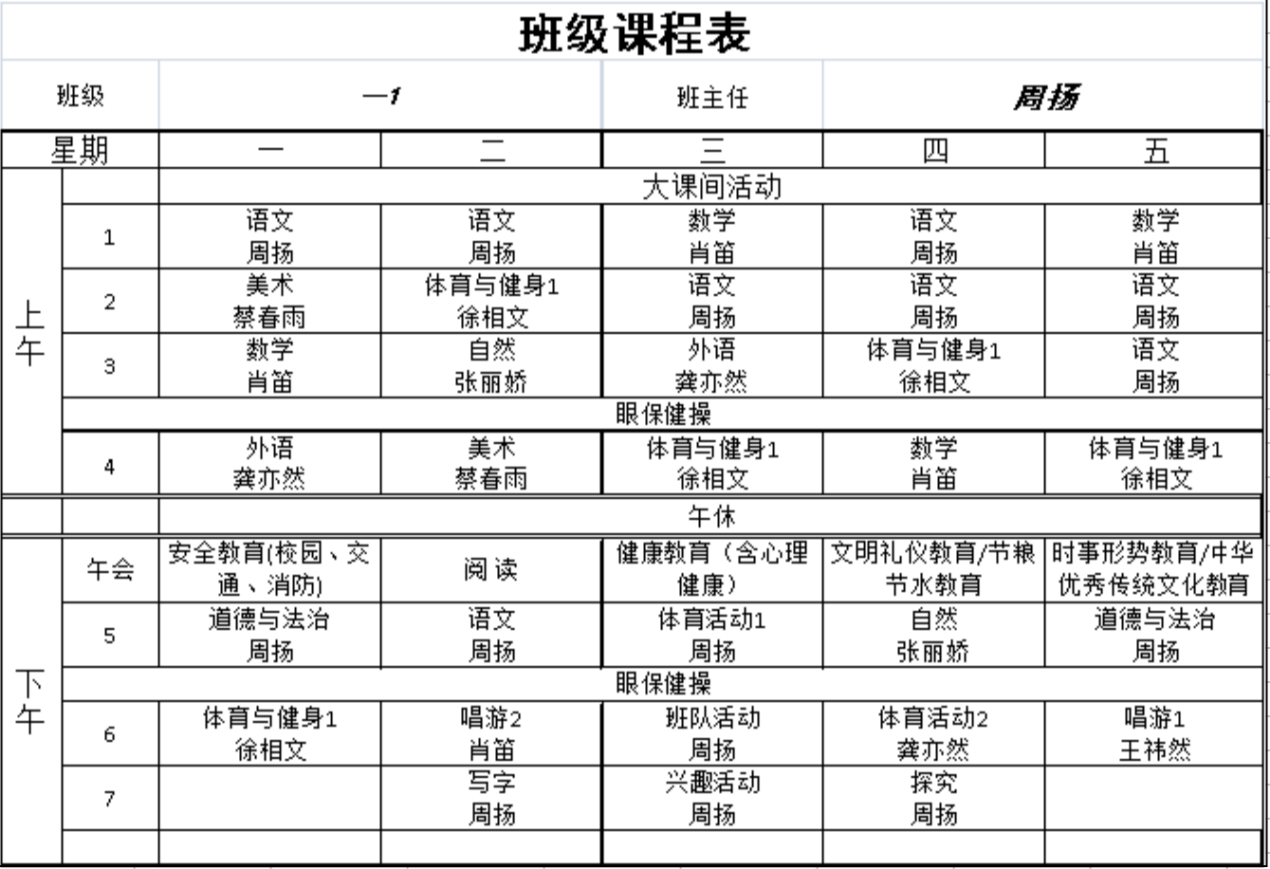 班级课程表
班级 一1 班主任 周扬
星期 一 二 三 四 五
大课间活动
上午
1 语文 语文 数学 语文 数学
周扬 周扬 肖笛 周扬 肖笛
2 美术 体育与健身1 语文 语文 语文
蔡春雨 徐相文 周扬 周扬 周扬
3 数学 自然 外语 体育与健身1 语文
肖笛 张丽娇 龚亦然 徐相文 周扬
眼保健操
4 外语 美术 体育与健身1 数学 体育与健身1
龚亦然 蔡春雨 徐相文 肖笛 徐相文
午休
下午
午会 安全教育(校园、交 阅读 健康教育（含心理 文明礼仪教育/节粮 时事形势教育/中华
通、消防) 健康） 节水教育 优秀传统文化教育
5 道德与法治 语文 体育活动1 自然 道德与法治
周扬 周扬 周扬 张丽娇 周扬
眼保健操
6 体育与健身1 唱游2 班队活动 体育活动2 唱游1
徐相文 肖笛 周扬 龚亦然 王祎然
7 写字 兴趣活动 探究
周扬 周扬 周扬